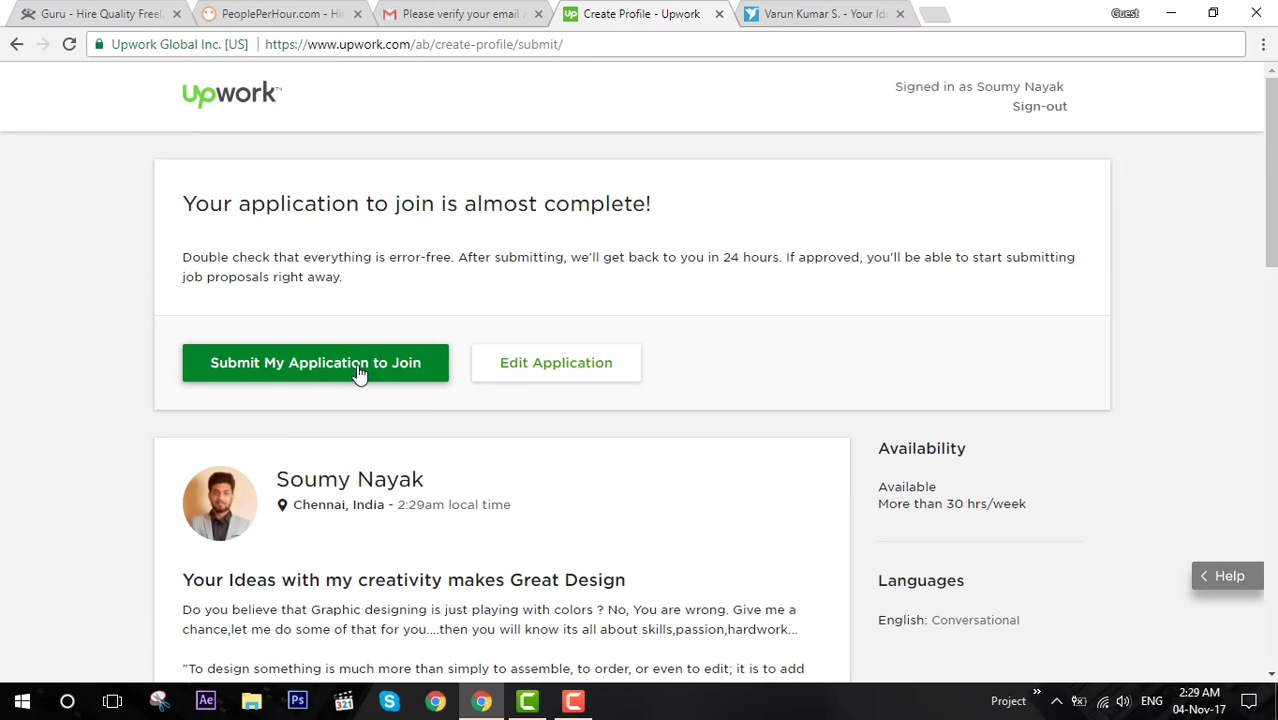 Guru - Hire Quality Freel
PeoplePerHour.com - Hi
Please verify your email a
Create Profile - Upwork
Varun Kumar S. - Your Id
Guest
Upwork Global Inc. [US]
https://www.upwork.com/ab/create-profile/submit/
upwork™
Signed in as Soumy Nayak
Sign-out
Your application to join is almost complete!
Double check that everything is error-free. After submitting, we'll get back to you in 24 hours. If approved, you'll be able to start submitting
job proposals right away.
Submit My Application to Join
Edit Application
Soumy Nayak
Chennai, India - 2:29am local time
Your Ideas with my creativity makes Great Design
Do you believe that Graphic designing is just playing with colors ? No, You are wrong. Give me a
chance,let me do some of that for you....then you will know its all about skills,passion,hardwork...
"To design something is much more than simply to assemble, to order, or even to edit; it is to add
Availability
Available
More than 30 hrs/week
Languages
English: Conversational
Help
Ae
Ps
321
Project
ENG
2:29 AM
04-Nov-17